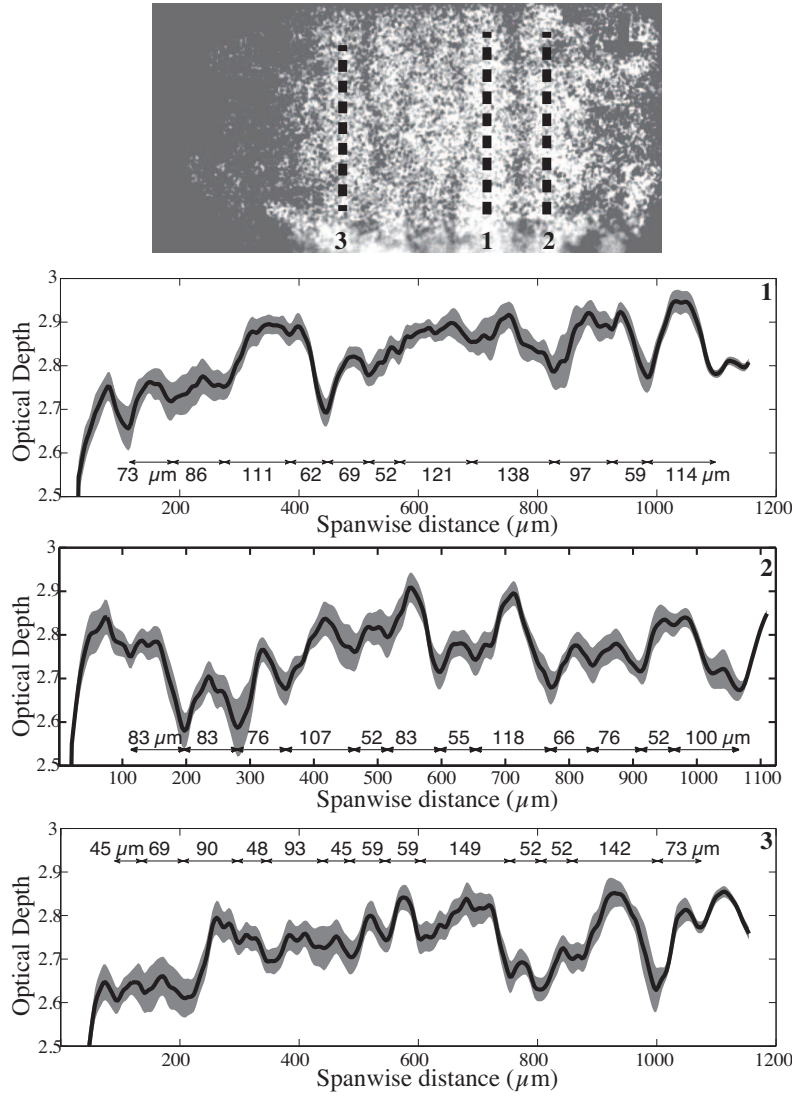 3 1 2
3 1
2.9
2.8
2.7
2.6
2.5
Optical Depth
73 µm 86 111 62 69 52 121 138 97 59 114 µm
200 400 600 800 1000 1200
Spanwise distance (µm)
3 2
2.9
2.8
2.7
2.6
2.5
Optical Depth
83 µm 83 76 107 52 83 55 118 66 76 52 100 µm
100 200 300 400 500 600 700 800 900 1000 1100
Spanwise distance (µm)
3 3
2.9
2.8
2.7
2.6
2.5
Optical Depth
45 µm 69 90 48 93 45 59 59 149 52 52 142 73 µm
200 400 600 800 1000 1200
Spanwise distance (µm)